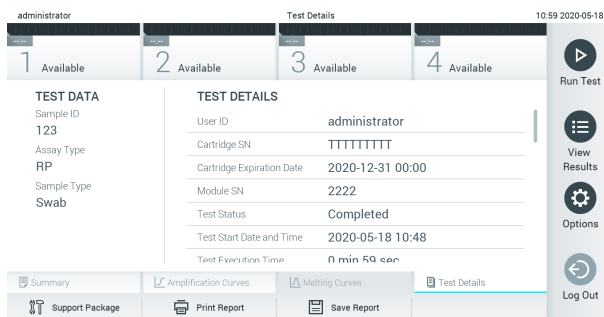 administrator Test Details 10:59 2020-05-18
--:-- --:-- --:-- --:--
1 Available 2 Available 3 Available 4 Available
Run Test
View Results
Options
Log Out
TEST DATA
Sample ID
123
Assay Type
RP
Sample Type
Swab
TEST DETAILS
User ID administrator
Cartridge SN TTTTTTTTT
Cartridge Expiration Date 2020-12-31 00:00
Module SN 2222
Test Status Completed
Test Start Date and Time 2020-05-18 10:48
Test Execution Time 0 min 59 sec
Summary Amplification Curves Melting Curves Test Details
Support Package Print Report Save Report